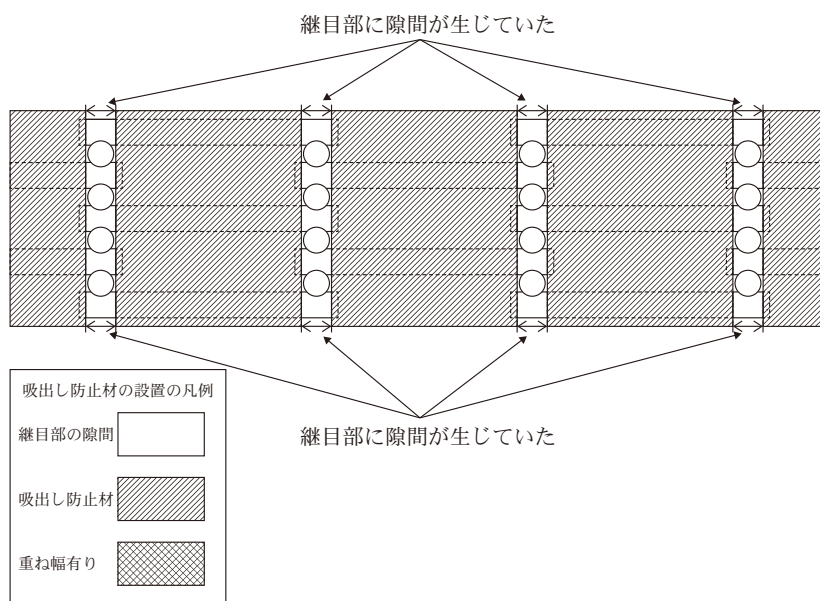 継目部に隙間が生じていた
継目部に隙間が生じていた
吸出し防止材の設置の凡例
継目部の隙間
吸出し防止材
重ね幅有り